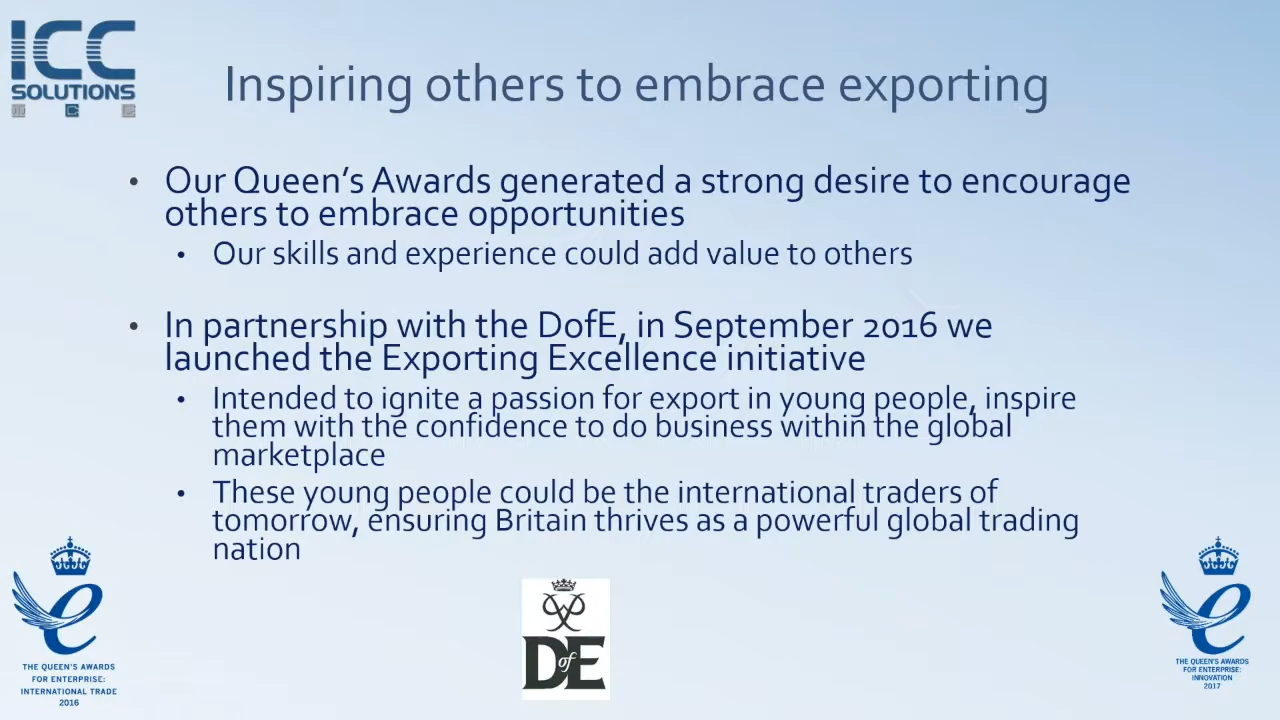 ICC
SOLUTIONS
Inspiring others to embrace exporting
• Our Queen’s Awards generated a strong desire to encourage
others to embrace opportunities
• Our skills and experience could add value to others
• In partnership with the DofE, in September 2016 we
launched the Exporting Excellence initiative
• Intended to ignite a passion for export in young people, inspire
them with the confidence to do business within the global
marketplace
• These young people could be the international traders of
tomorrow, ensuring Britain thrives as a powerful global trading
nation
e
THE QUEEN'S AWARDS
FOR ENTERPRISE:
INTERNATIONAL TRADE
2016
DofE
e
THE QUEEN'S AWARDS
FOR ENTERPRISE:
INNOVATION
2017